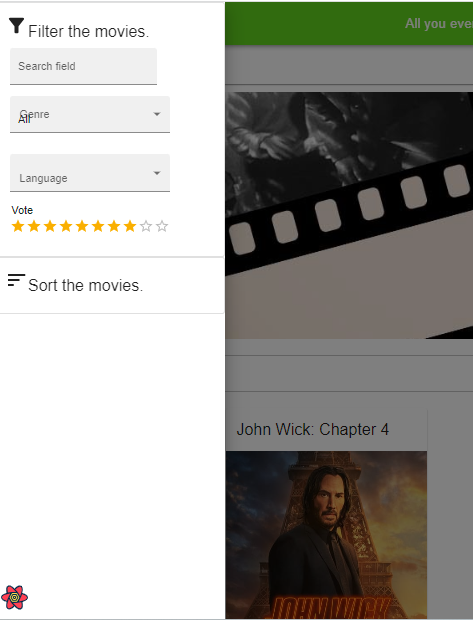 All you eve
Filter the movies.
Search field
Genre
All
Language
Vote
Sort the movies.
John Wick: Chapter 4
JOHN WICK